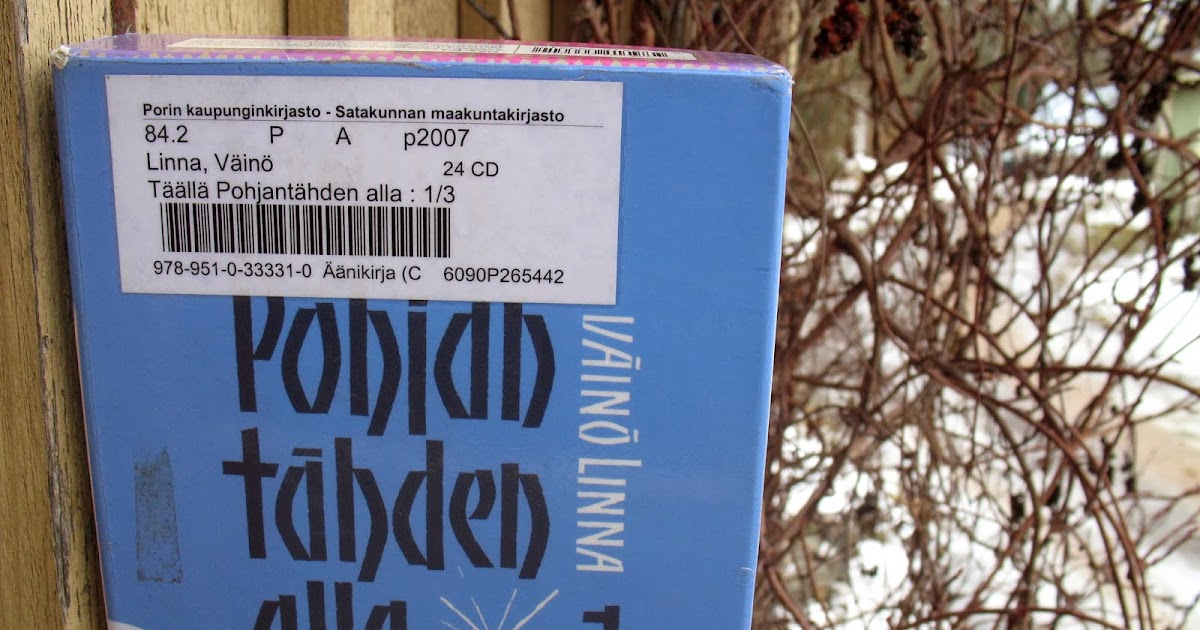 Porin kaupunginkirjasto - Satakunnan maakuntakirjasto
84.2 P A p2007
Linna, Väinö 24 CD
Täällä Pohjantähden alla : 1/3
978-951-0-33331-0 Äänikirja (C 6090P265442
Pohjan
tähden
alla
VÄINÖ LINNA